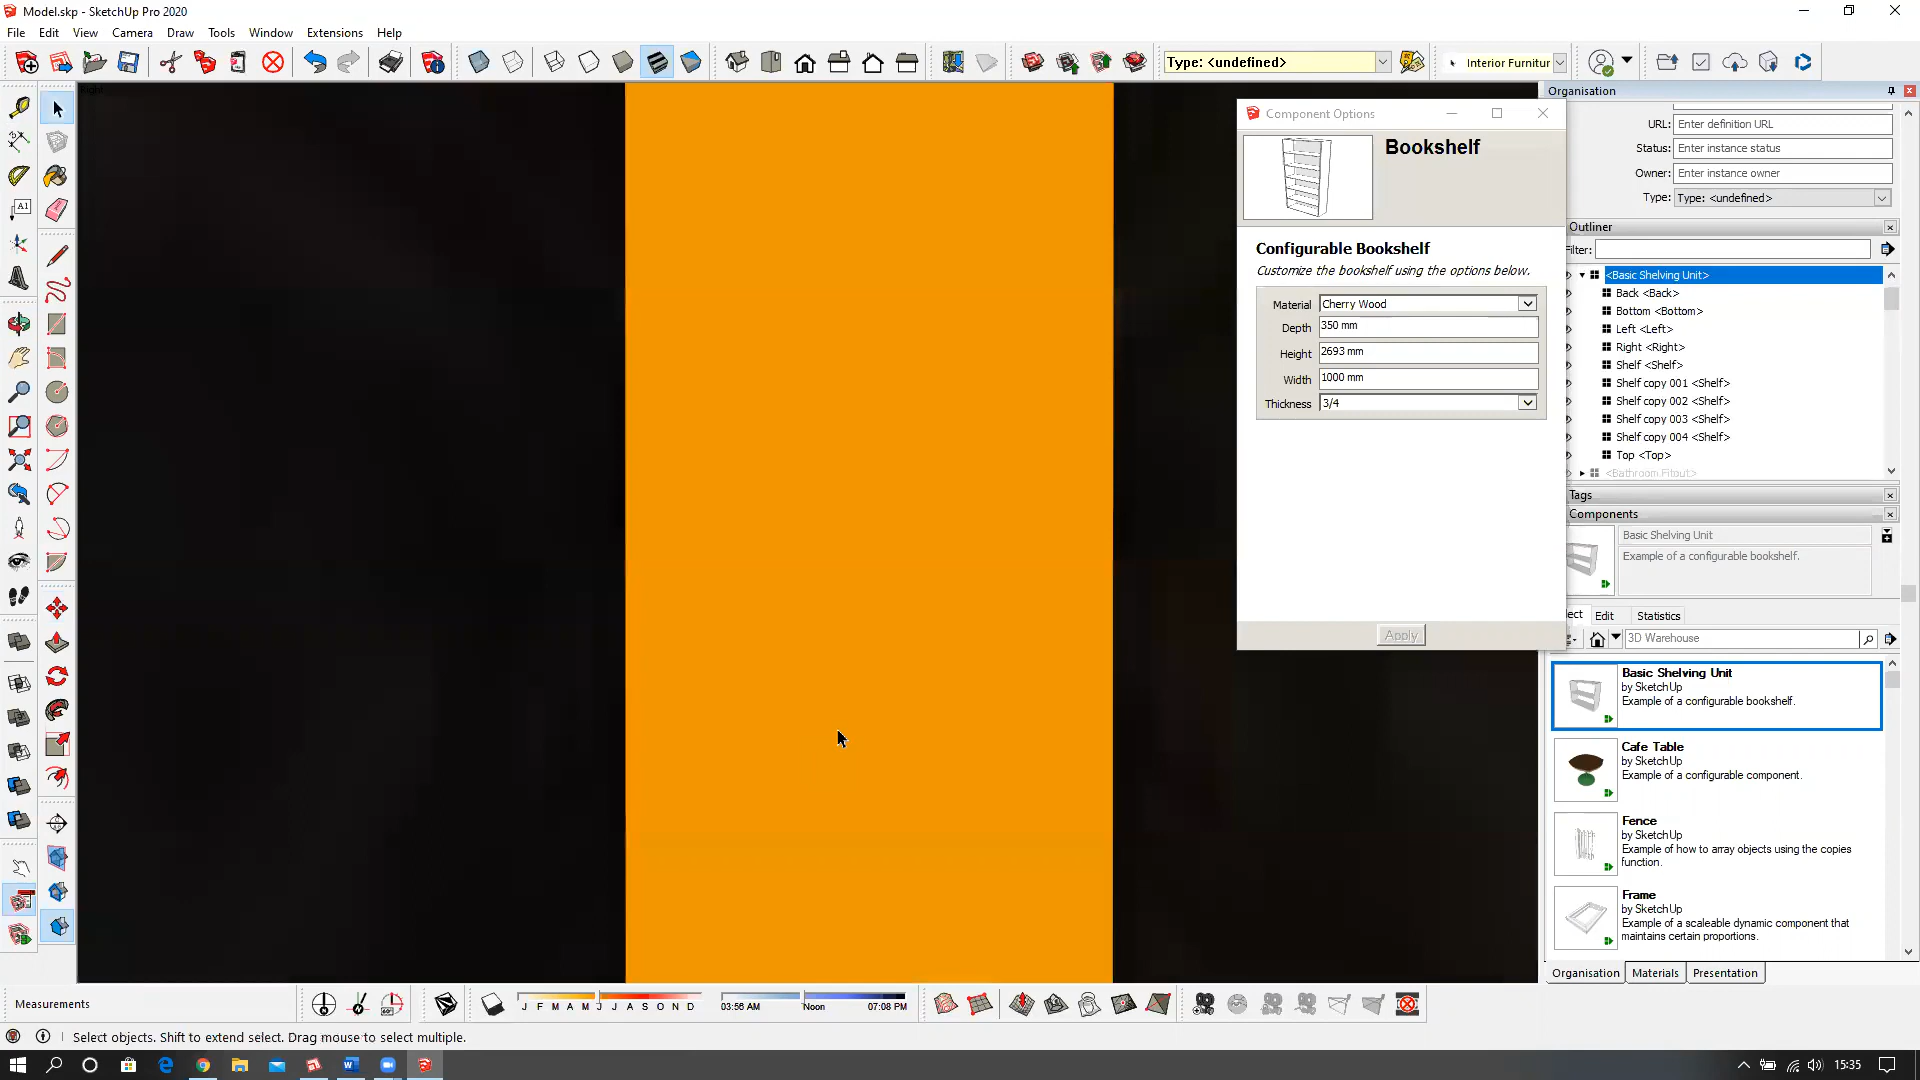 Model.skp - SketchUp Pro 2020
File Edit View Camera Draw Tools Window Extensions Help
Type: <undefined>
Interior Furnitur
Organisation
Right
Component Options
Bookshelf
Configurable Bookshelf
Customize the bookshelf using the options below.
Material Cherry Wood
Depth 350 mm
Height 2693 mm
Width 1000 mm
Thickness 3/4
Apply
URL: Enter definition URL
Status: Enter instance status
Owner: Enter instance owner
Type: Type: <undefined>
Outliner
Filter:
<Basic Shelving Unit>
Back <Back>
Bottom <Bottom>
Left <Left>
Right <Right>
Shelf <Shelf>
Shelf copy 001 <Shelf>
Shelf copy 002 <Shelf>
Shelf copy 003 <Shelf>
Shelf copy 004 <Shelf>
Top <Top>
<Bathroom.Fitout>
Tags
Components
Basic Shelving Unit
Example of a configurable bookshelf.
lect Edit Statistics
3D Warehouse
Basic Shelving Unit
by SketchUp
Example of a configurable bookshelf.
Cafe Table
by SketchUp
Example of a configurable component.
Fence
by SketchUp
Example of how to array objects using the copies
function.
Frame
by SketchUp
Example of a scaleable dynamic component that
maintains certain proportions.
Organisation Materials Presentation
Measurements
J F M A M J J A S O N D
03:56 AM Noon 07:08 PM
Select objects. Shift to extend select. Drag mouse to select multiple.
15:35